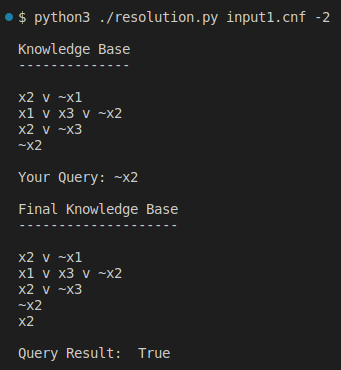 $ python3 ./resolution.py input1.cnf -2
Knowledge Base
--------------
x2 v ~x1
x1 v x3 v ~x2
x2 v ~x3
~x2
Your Query: ~x2
Final Knowledge Base
--------------------
x2 v ~x1
x1 v x3 v ~x2
x2 v ~x3
~x2
x2
Query Result:  True